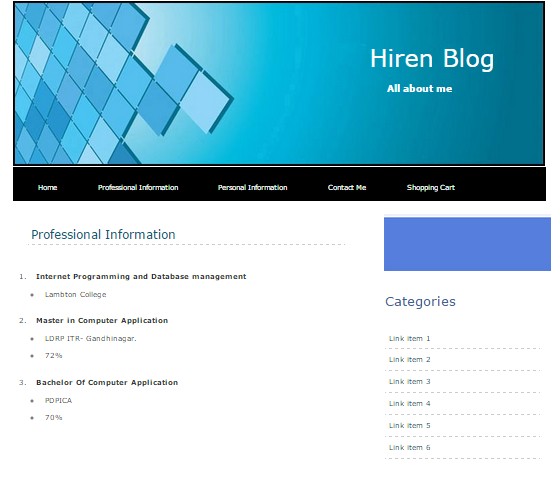 Hiren Blog
All about me
Home Professional Information Personal Information Contact Me Shopping Cart
Professional Information
1. Internet Programming and Database management
Lambton College
2. Master in Computer Application
LDRP ITR- Gandhinagar.
72%
3. Bachelor Of Computer Application
PDPICA
70%
Categories
Link item 1
Link item 2
Link item 3
Link item 4
Link item 5
Link item 6